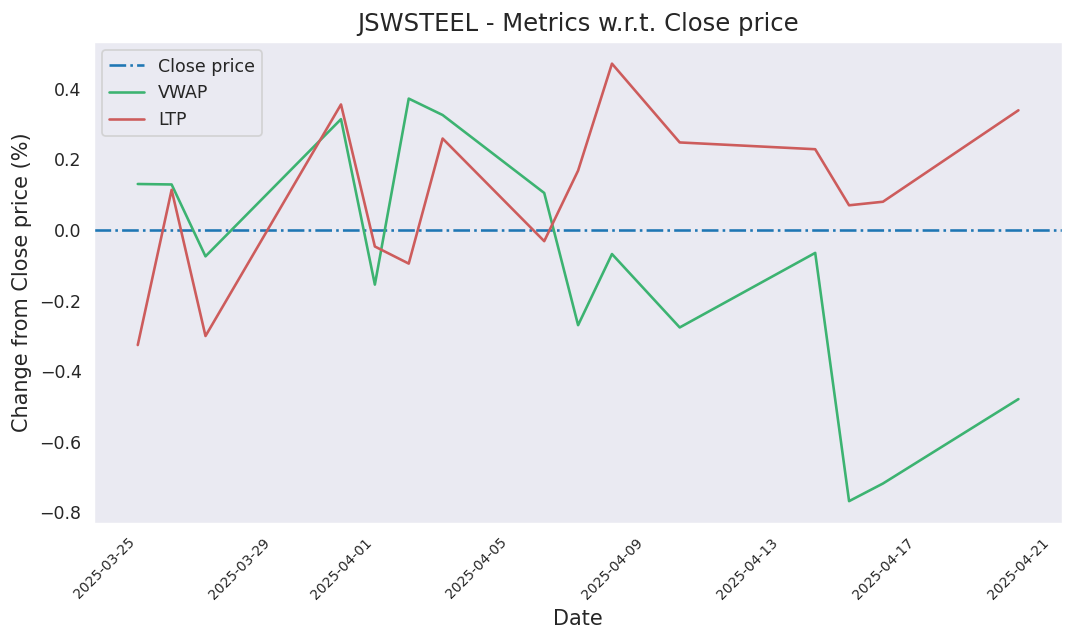 JSWSTEEL - Metrics w.r.t. Close price
Close price
VWAP
LTP
Change from Close price (%)
0.4
0.2
0.0
−0.2
−0.4
−0.6
−0.8
2025-03-25
2025-03-29
2025-04-01
2025-04-05
2025-04-09
2025-04-13
2025-04-17
2025-04-21
Date